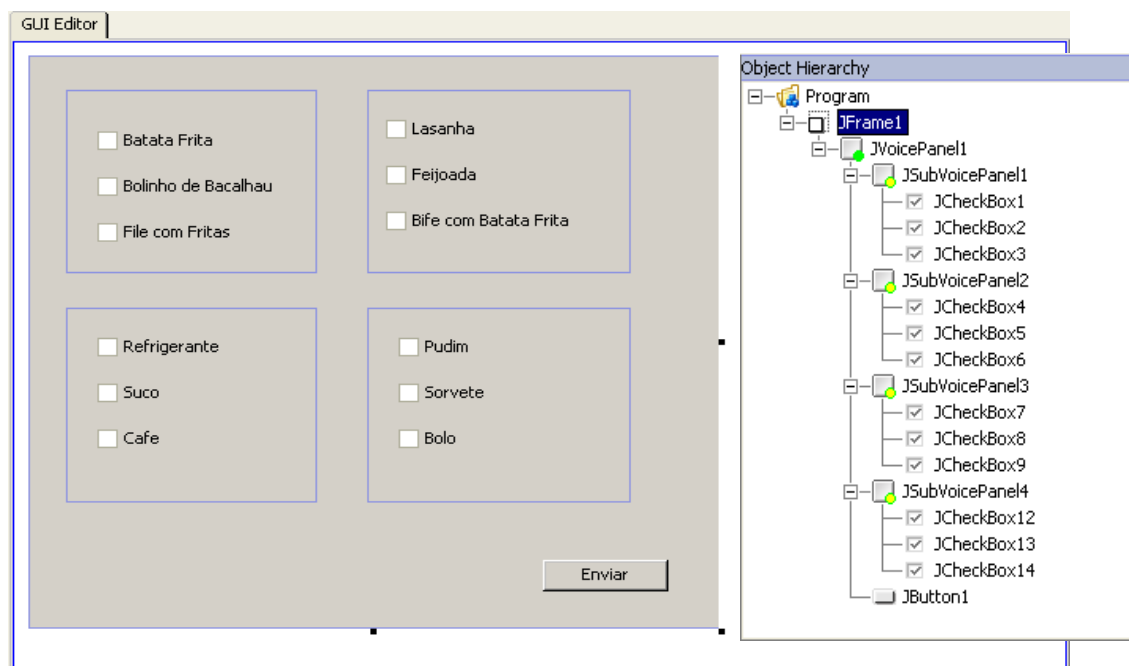 GUI Editor
Batata Frita
Bolinho de Bacalhau
File com Fritas
Lasanha
Feijoada
Bife com Batata Frita
Refrigerante
Suco
Cafe
Pudim
Sorvete
Bolo
Enviar
Object Hierarchy
Program
JFrame1
JVoicePanel1
JSubVoicePanel1
JCheckBox1
JCheckBox2
JCheckBox3
JSubVoicePanel2
JCheckBox4
JCheckBox5
JCheckBox6
JSubVoicePanel3
JCheckBox7
JCheckBox8
JCheckBox9
JSubVoicePanel4
JCheckBox12
JCheckBox13
JCheckBox14
JButton1